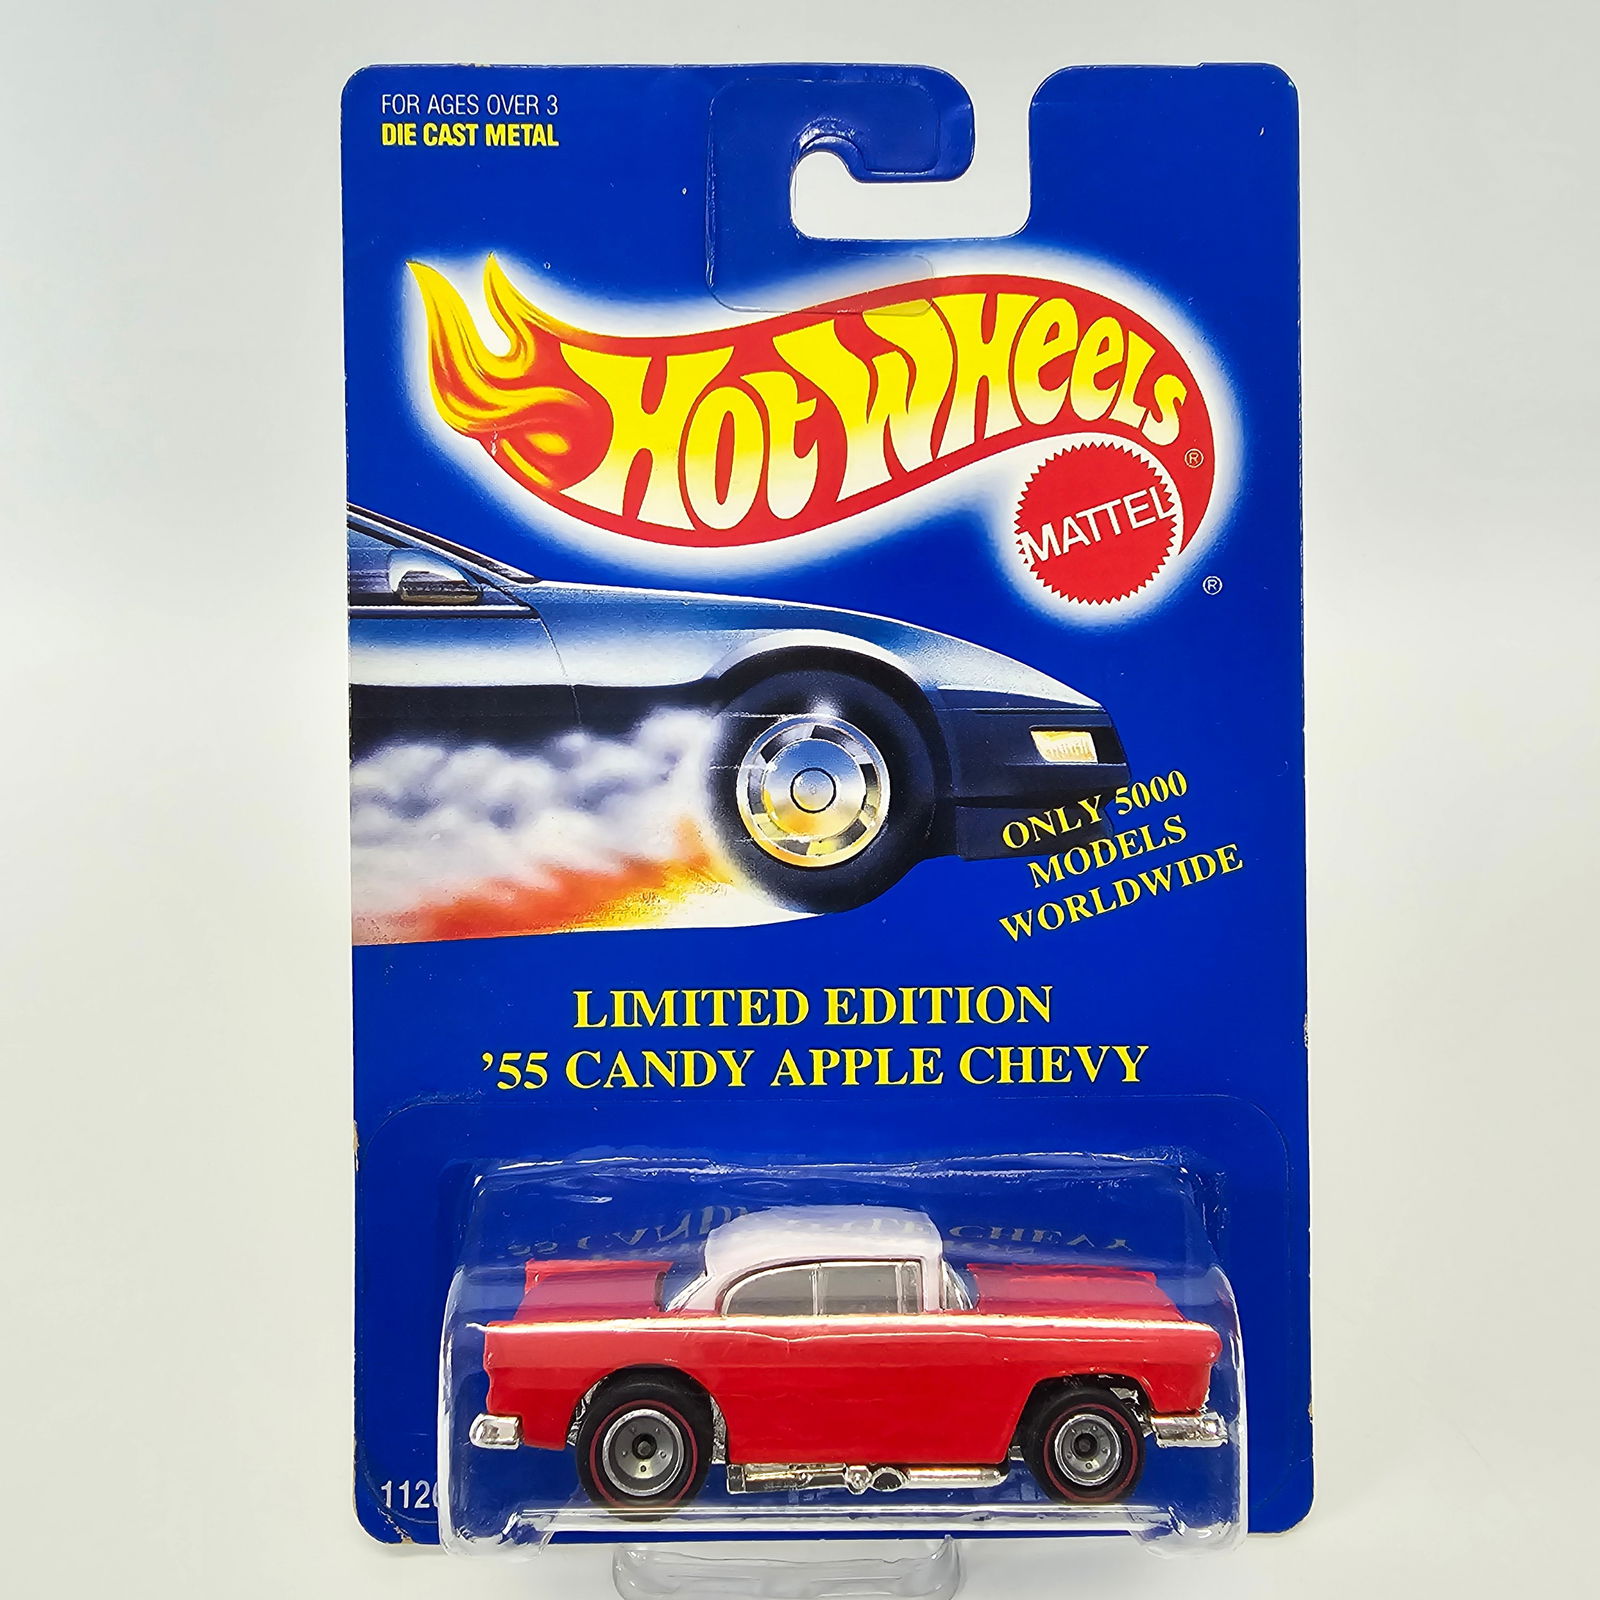 FOR AGES OVER 3
DIE CAST METAL
HOT WHEELS ®
MATTEL
®
ONLY 5000
MODELS
WORLDWIDE
LIMITED EDITION
’55 CANDY APPLE CHEVY